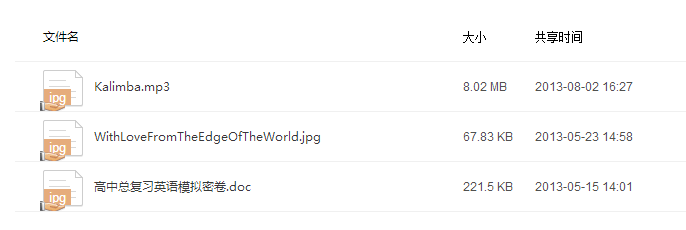 文件名 大小 共享时间
jpg Kalimba.mp3 8.02 MB 2013-08-02 16:27
jpg WithLoveFromTheEdgeOfTheWorld.jpg 67.83 KB 2013-05-23 14:58
jpg 高中总复习英语模拟密卷.doc 221.5 KB 2013-05-15 14:01